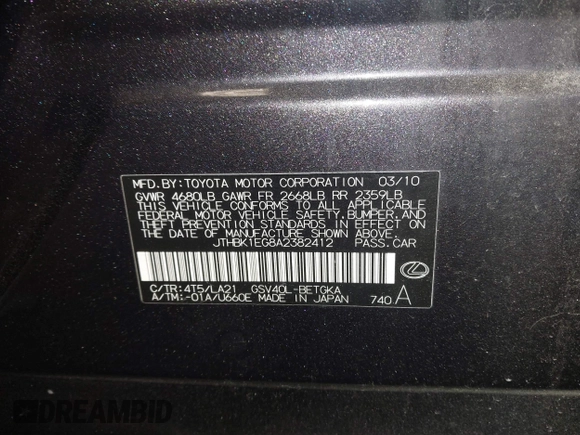 MFD. BY: TOYOTA MOTOR CORPORATION 03/10
GVWR 4680LB GAWR FR 2668LB RR 2359LB
THIS VEHICLE CONFORMS TO ALL APPLICABLE
FEDERAL MOTOR VEHICLE SAFETY, BUMPER, AND
THEFT PREVENTION STANDARDS IN EFFECT ON
THE DATE OF MANUFACTURE SHOWN ABOVE.
JTHBK1EG8A2382412 PASS. CAR
C/TR: 4T5/LA21 GSV40L-BETGKA
A/TM: -01A/U660E MADE IN JAPAN 740 A
DREAMBID